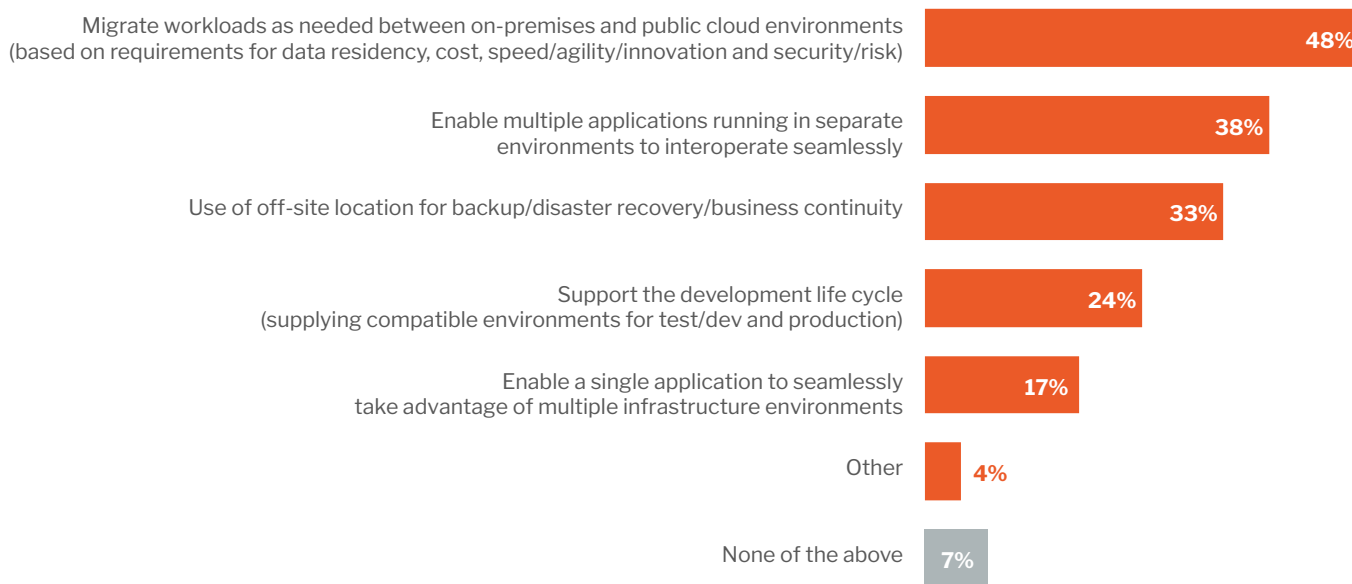 Migrate workloads as needed between on-premises and public cloud environments
(based on requirements for data residency, cost, speed/agility/innovation and security/risk)
48%
Enable multiple applications running in separate
environments to interoperate seamlessly
38%
Use of off-site location for backup/disaster recovery/business continuity
33%
Support the development life cycle
(supplying compatible environments for test/dev and production)
24%
Enable a single application to seamlessly
take advantage of multiple infrastructure environments
17%
Other
4%
None of the above
7%